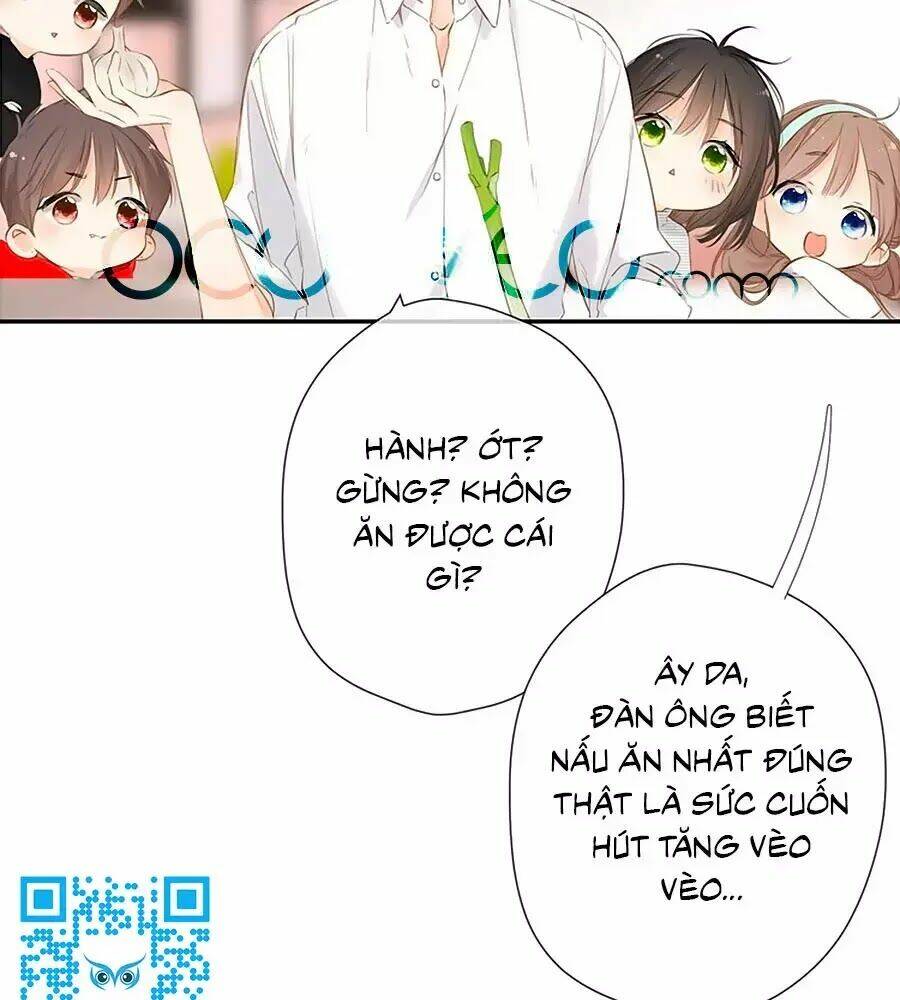 HÀNH? ỚT?
GỪNG? KHÔNG
ĂN ĐƯỢC CÁI
GÌ?
ÂY DA,
ĐÀN ÔNG BIẾT
NẤU ĂN NHẤT ĐÚNG
THẬT LÀ SỨC CUỐN
HÚT TĂNG VÈO
VÈO...